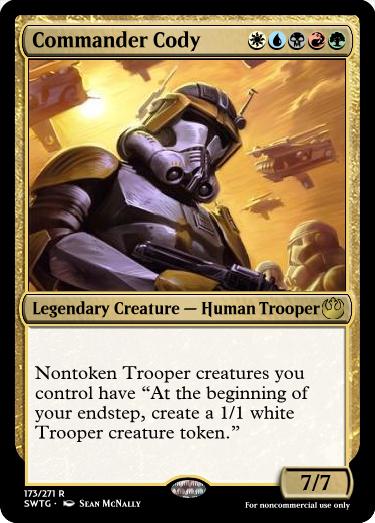 Commander Cody
Legendary Creature — Human Trooper
Nontoken Trooper creatures you
control have “At the beginning of
your endstep, create a 1/1 white
Trooper creature token.”
7/7
173/271 R
SWTG · Sean McNally
For noncommercial use only